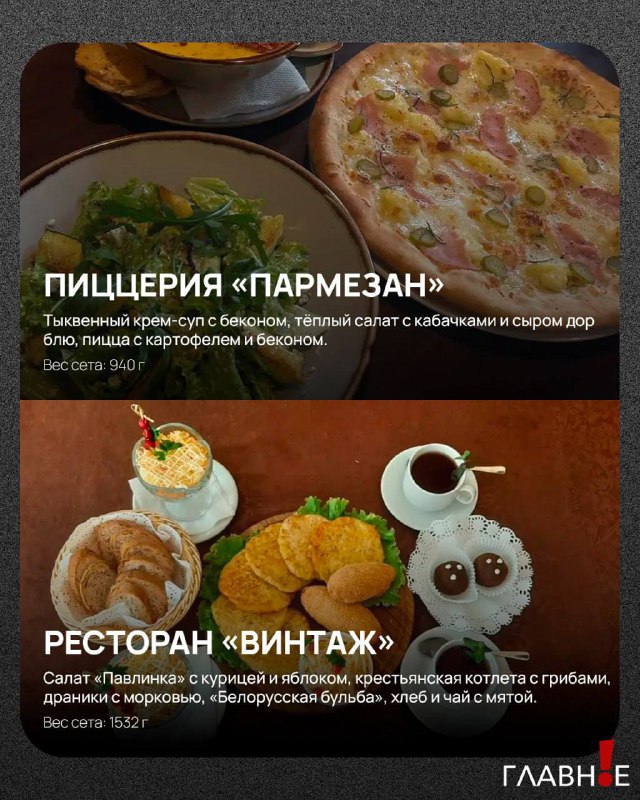 ПИЦЦЕРИЯ «ПАРМЕЗАН»
Тыквенный крем-суп с беконом, тёплый салат с кабачками и сыром дор
блю, пицца с картофелем и беконом.
Вес сета: 940 г
РЕСТОРАН «ВИНТАЖ»
Салат «Павлинка» с курицей и яблоком, крестьянская котлета с грибами,
драники с морковью, «Белорусская бульба», хлеб и чай с мятой.
Вес сета: 1532 г
ГЛАВН!Е